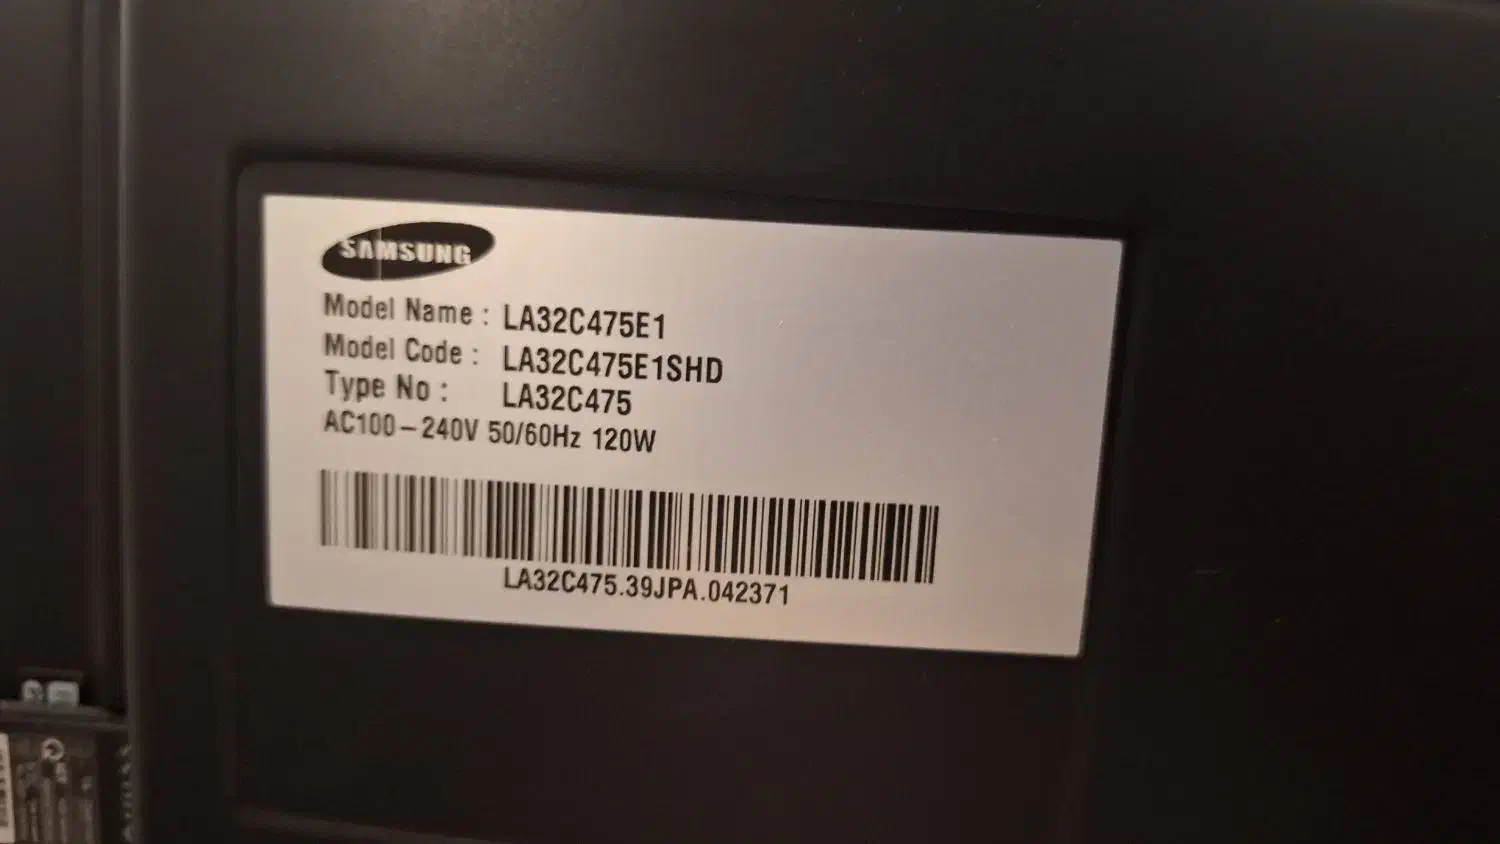 SAMSUNG
Model Name : LA32C475E1
Model Code : LA32C475E1SHD
Type No : LA32C475
AC100-240V 50/60Hz 120W
LA32C475.39JPA.042371